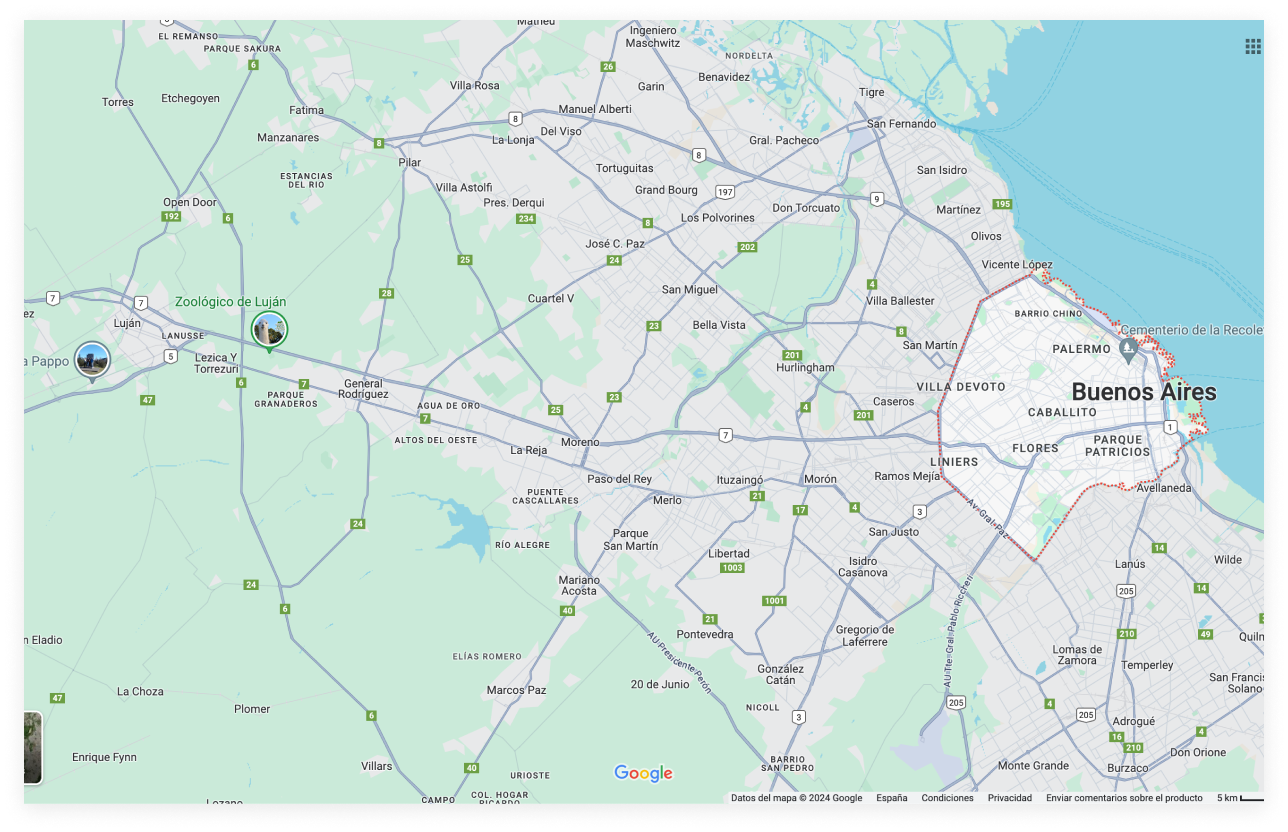 Matheu
Ingeniero
Maschwitz
EL REMANSO
PARQUE SAKURA
NORDELTA
6
26
Benavidez
Villa Rosa
Garin
Tigre
Torres
Etchegoyen
Fatima
Manuel Alberti
8
San Fernando
Del Viso
Manzanares
8
La Lonja
Gral. Pacheco
8
Pilar
Tortuguitas
San Isidro
ESTANCIAS
DEL RIO
Villa Astolfi
Grand Bourg
197
9
Open Door
Pres. Derqui
Don Torcuato
Martínez
195
192
6
234
8
Los Polvorines
Olivos
José C. Paz
202
25
24
Vicente López
28
San Miguel
4
7
7
Zoológico de Luján
Cuartel V
Villa Ballester
BARRIO CHINO
ez
Luján
23
Bella Vista
8
Cementerio de la Recole
LANUSSE
San Martín
PALERMO
a Pappo
5
Lezica Y
Torrezuri
201
Hurlingham
6
7
General
Rodríguez
VILLA DEVOTO
Buenos Aires
47
PARQUE
GRANADEROS
23
AGUA DE ORO
25
4
201
Caseros
CABALLITO
7
1
ALTOS DEL OESTE
Moreno
7
PARQUE
PATRICIOS
La Reja
FLORES
LINIERS
Paso del Rey
Ituzaingó
Morón
Ramos Mejía
Avellaneda
PUENTE
CASCALLARES
Merlo
21
17
4
3
Av. Gral. Paz
24
Parque
San Martín
San Justo
RÍO ALEGRE
Libertad
14
1003
Isidro
Casanova
Lanús
Wilde
24
Mariano
Acosta
205
14
6
40
1001
21
Pontevedra
Gregorio de
Laferrere
210
49
Quiln
n Eladio
AU Presidente Perón
AU Tte. Gral. Pablo Riccheri
Lomas de
Zamora
ELÍAS ROMERO
González
Catán
Temperley
San Francis
Solano
La Choza
Marcos Paz
20 de Junio
47
Plomer
NICOLL
205
4
6
3
205
Adrogué
4
16
210
Don Orione
Enrique Fynn
Villars
40
URIOSTE
Google
BARRIO
SAN PEDRO
Monte Grande
Burzaco
Lozano
CAMPO
COL. HOGAR
RICARDO
Datos del mapa © 2024 Google
España
Condiciones
Privacidad
Enviar comentarios sobre el producto
5 km